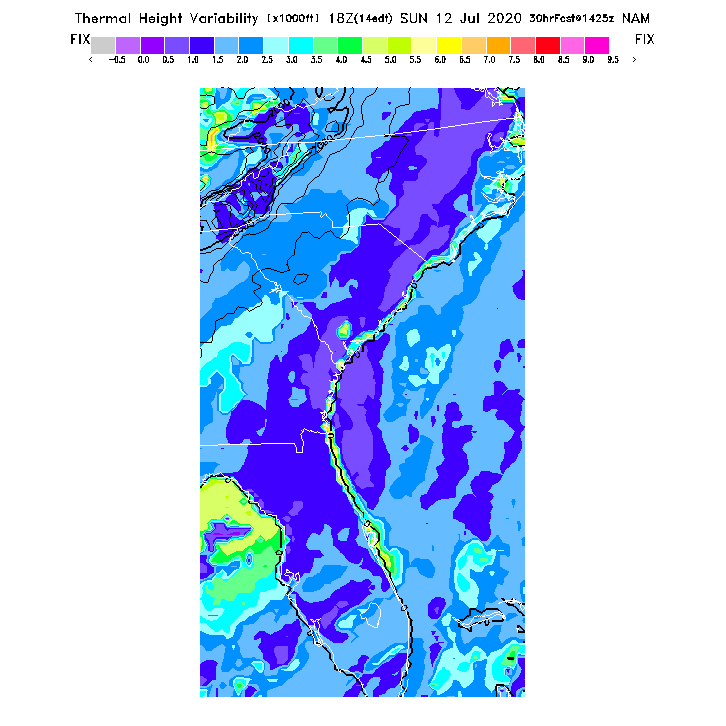 Thermal Height Variability [x1000ft] 18Z(14edt) SUN 12 Jul 2020 30hrFcst@1425z NAM
FIX FIX
< -0.5 0.0 0.5 1.5 2.0 2.5 3.0 3.5 4.0 4.5 5.0 5.5 6.0 6.5 7.0 7.5 8.0 8.5 9.0 9.5 >